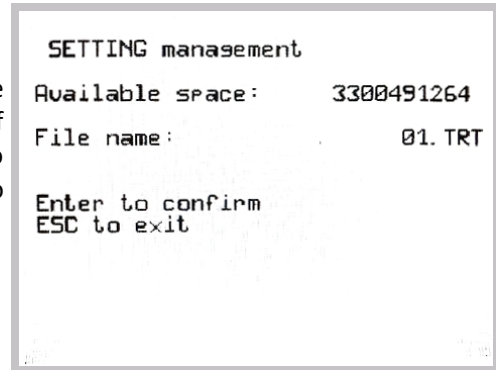 SETTING management
Available space: 3300491264
File name: 01. TRT
Enter to confirm
ESC to exit